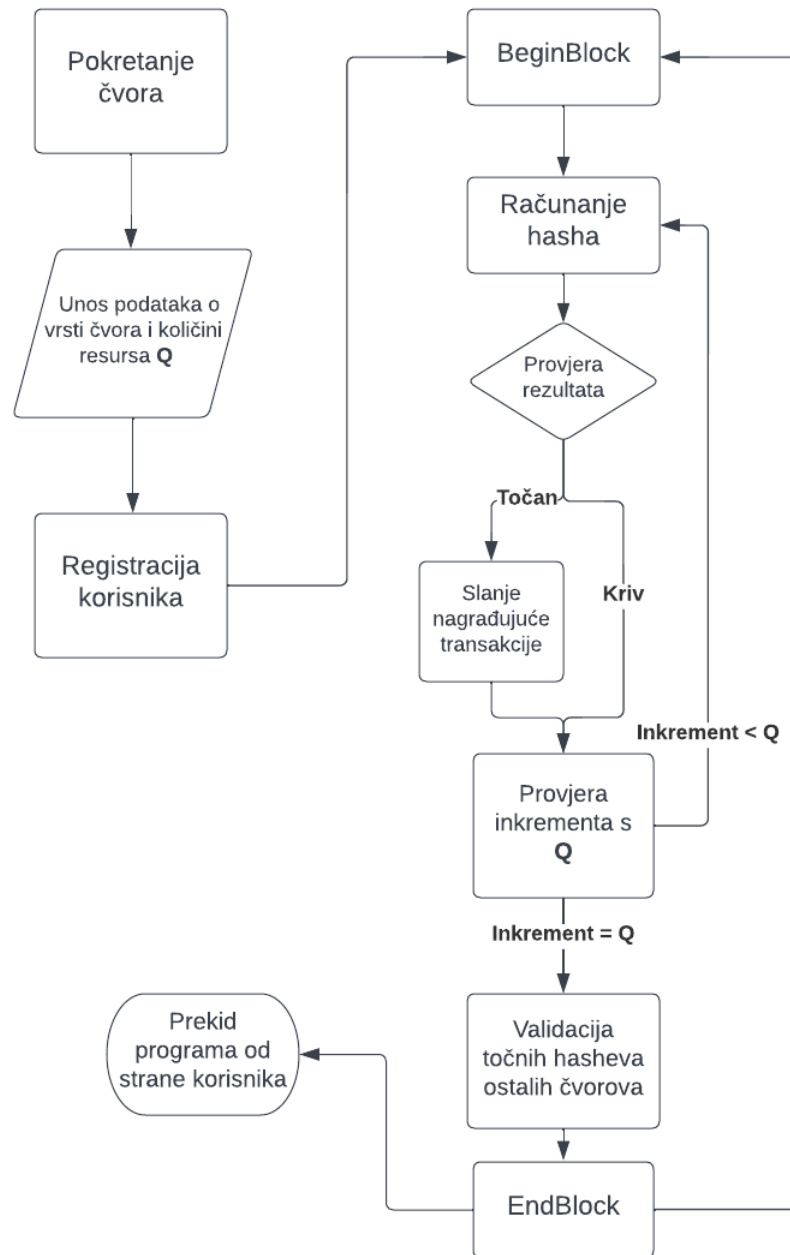 Pokretanje
čvora
Unos podataka o
vrsti čvora i količini
resursa Q
Registracija
korisnika
BeginBlock
Računanje
hasha
Provjera
rezultata
Točan
Kriv
Slanje
nagrađujuće
transakcije
Inkrement < Q
Provjera
inkrementa s
Q
Inkrement = Q
Validacija
točnih hasheva
ostalih čvorova
EndBlock
Prekid
programa od
strane korisnika